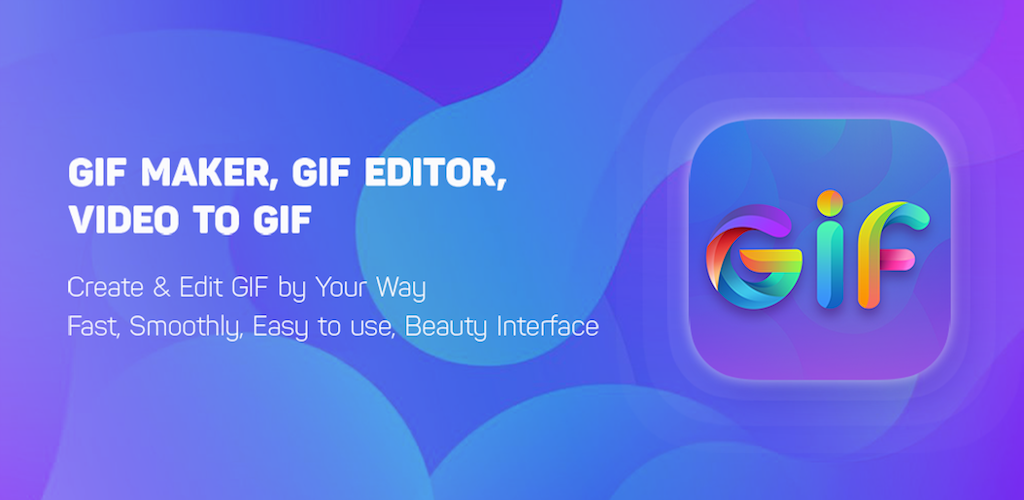 GIF MAKER, GIF EDITOR,
VIDEO TO GIF
Create & Edit GIF by Your Way
Fast, Smoothly, Easy to use, Beauty Interface
GiF